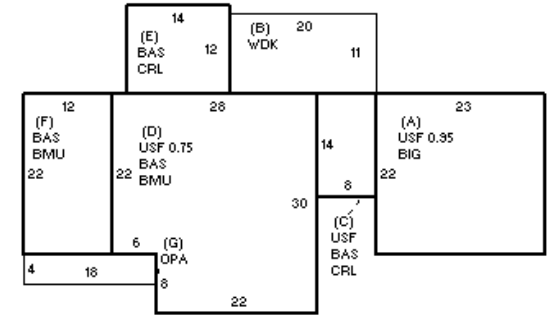 14
(E)
BAS
CRL
12
(B)
WDK
20
11
12
(F)
BAS
BMU
22
28
(D)
USF 0.75
BAS
BMU
22
30
14
8
(C)
USF
BAS
CRL
23
(A)
USF 0.95
BIG
22
6
(G)
OPA
4
18
8
22